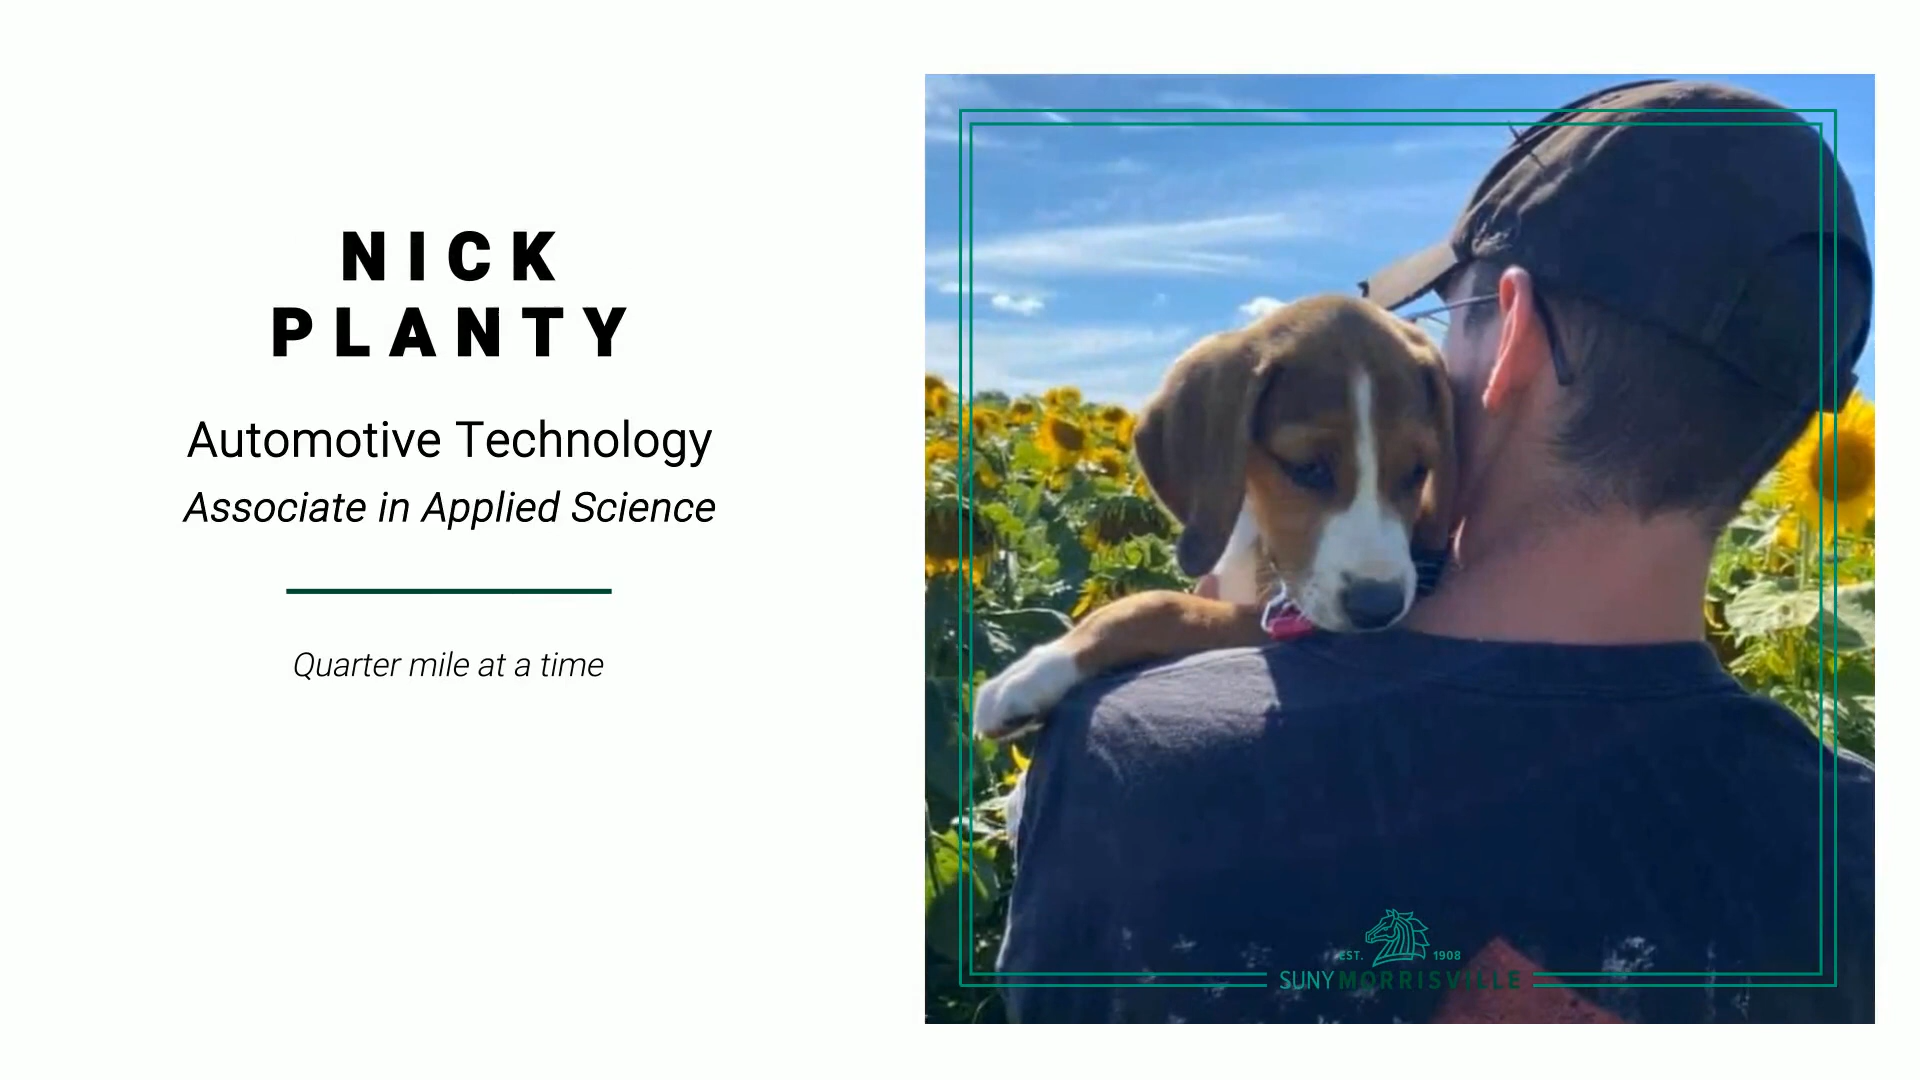 NICK
PLANTY
Automotive Technology
Associate in Applied Science
Quarter mile at a time
EST. 1908
SUNY MORRISVILLE